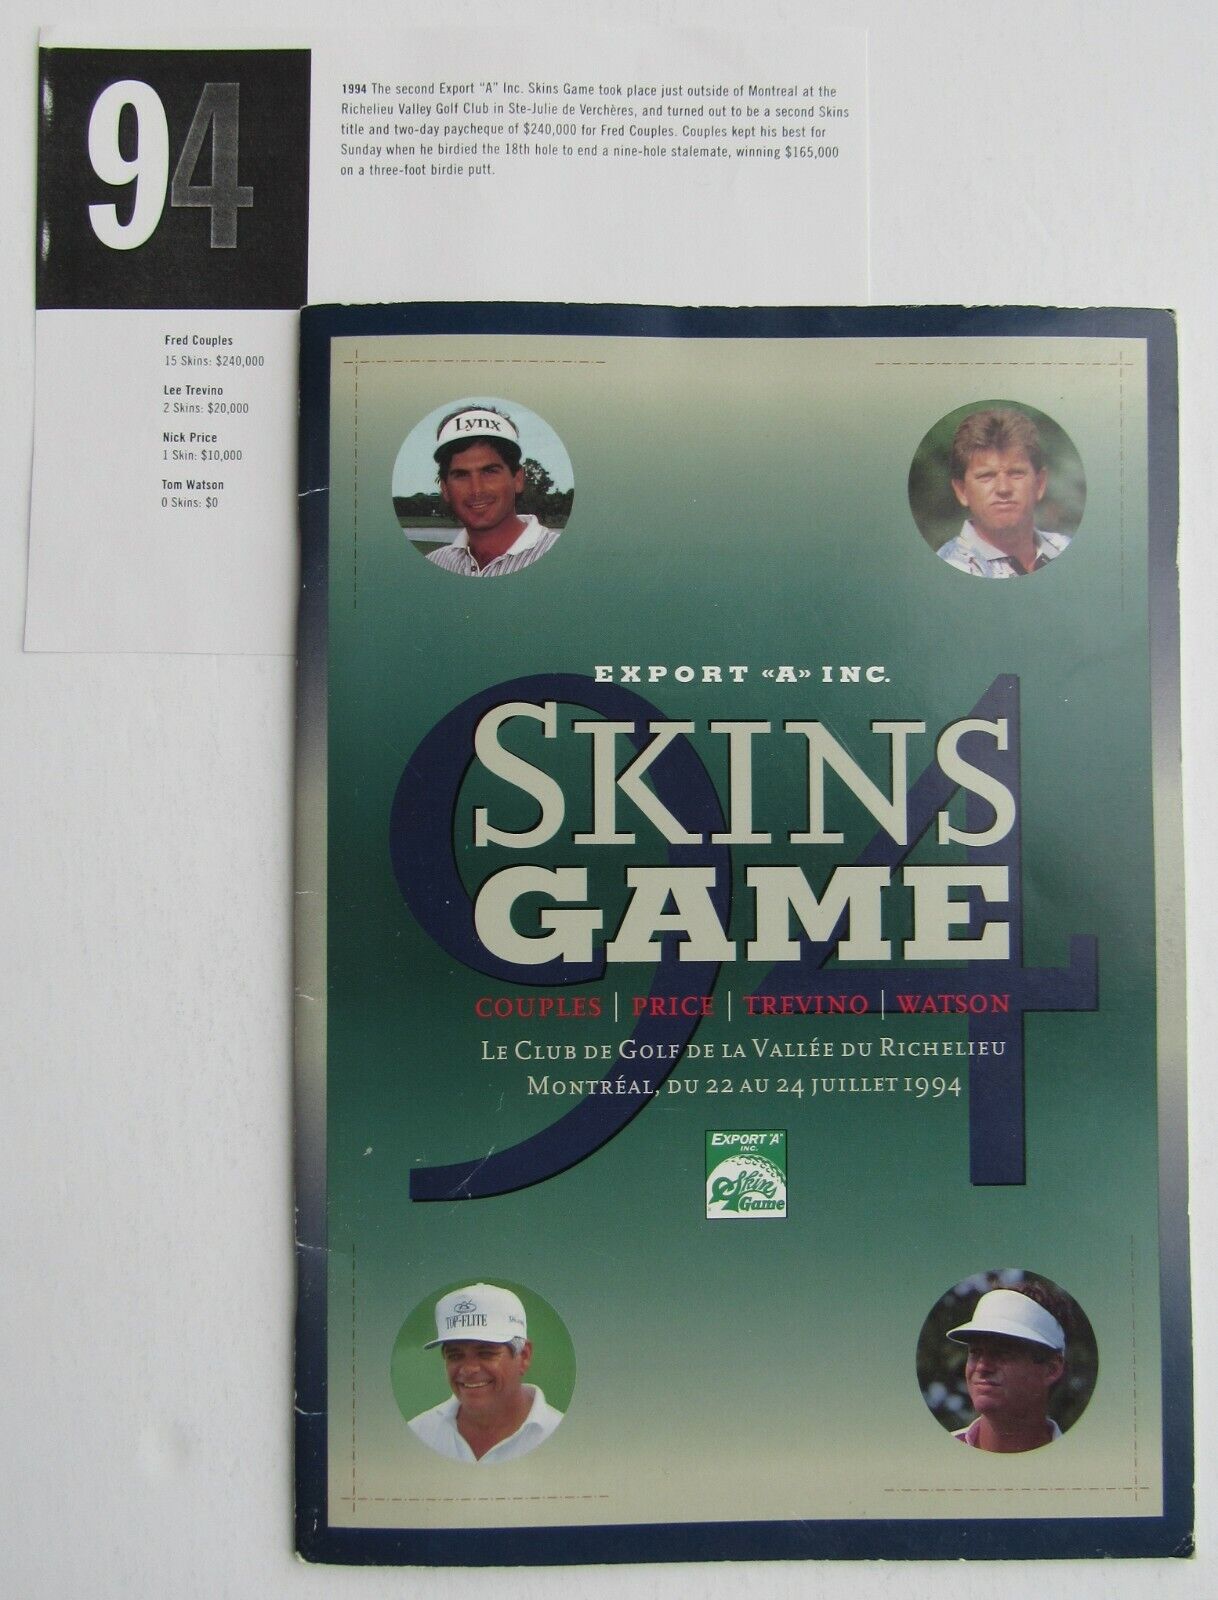 94
1994 The second Export "A" Inc. Skins Game took place just outside of Montreal at the
Richelieu Valley Golf Club in Ste-Julie de Verchères, and turned out to be a second Skins
title and two-day paycheque of $240,000 for Fred Couples. Couples kept his best for
Sunday when he birdied the 18th hole to end a nine-hole stalemate, winning $165,000
on a three-foot birdie putt.
Fred Couples
15 Skins: $240,000
Lee Trevino
2 Skins: $20,000
Nick Price
1 Skin: $10,000
Tom Watson
0 Skins: $0
Lynx
EXPORT «A» INC.
94
SKINS
GAME
COUPLES | PRICE | TREVINO | WATSON
LE CLUB DE GOLF DE LA VALLÉE DU RICHELIEU
MONTRÉAL, DU 22 AU 24 JUILLET 1994
EXPORT "A"
INC.
Skins
Game
TOP-FLITE